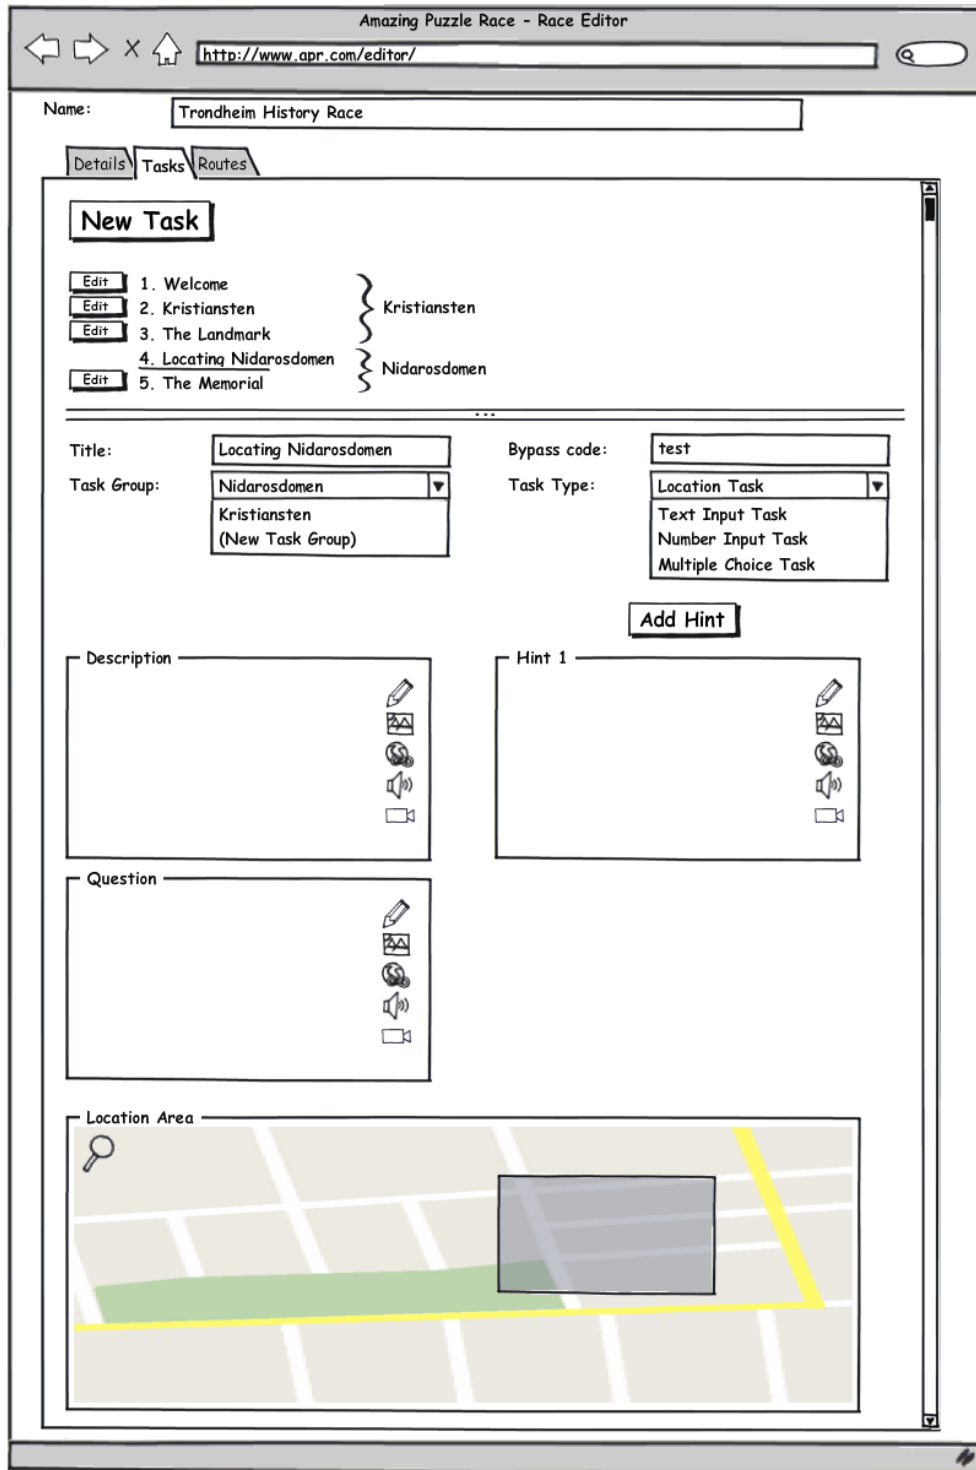 Amazing Puzzle Race - Race Editor
http://www.apr.com/editor/
Name: Trondheim History Race
Details Tasks Routes
New Task
Edit 1. Welcome
Edit 2. Kristiansten
Edit 3. The Landmark
Kristiansten
4. Locating Nidarosdomen
Edit 5. The Memorial
Nidarosdomen
...
Title: Locating Nidarosdomen
Bypass code: test
Task Group: Nidarosdomen
Kristiansten
(New Task Group)
Task Type: Location Task
Text Input Task
Number Input Task
Multiple Choice Task
Add Hint
Description
Hint 1
Question
Location Area